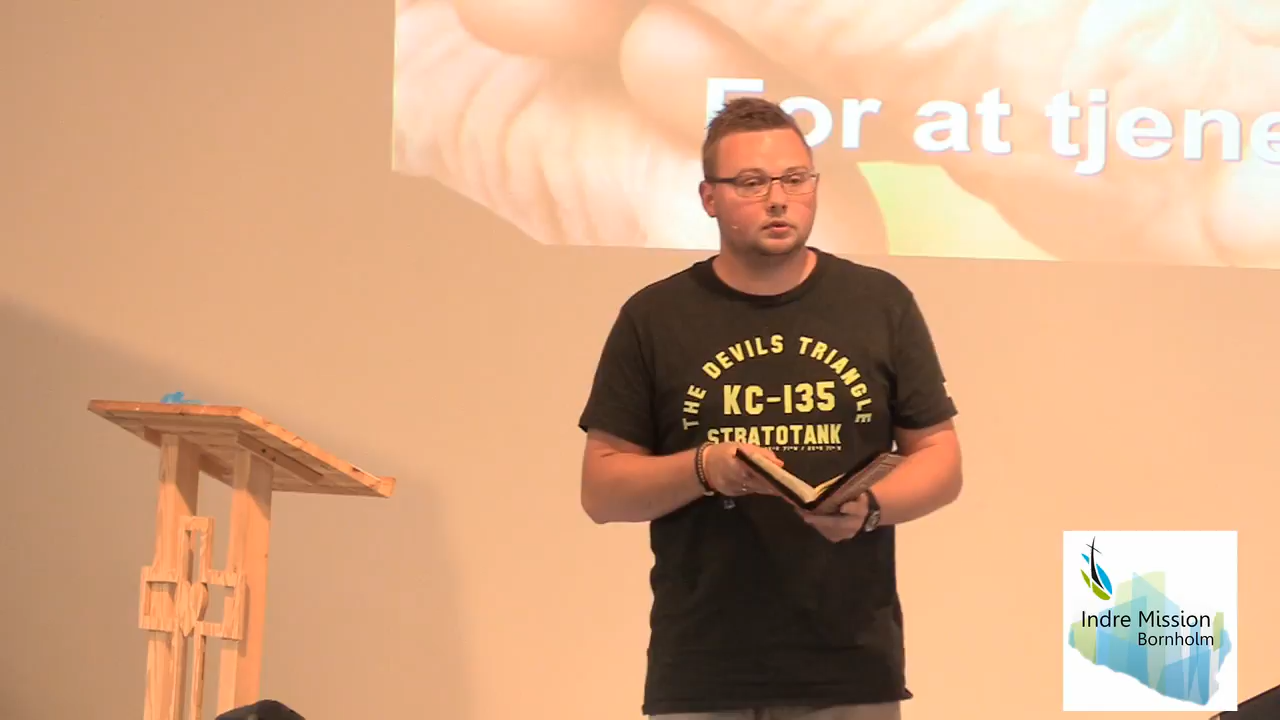 For at tjene
THE DEVILS TRIANGLE
KC-135
STRATOTANK
Indre Mission
Bornholm